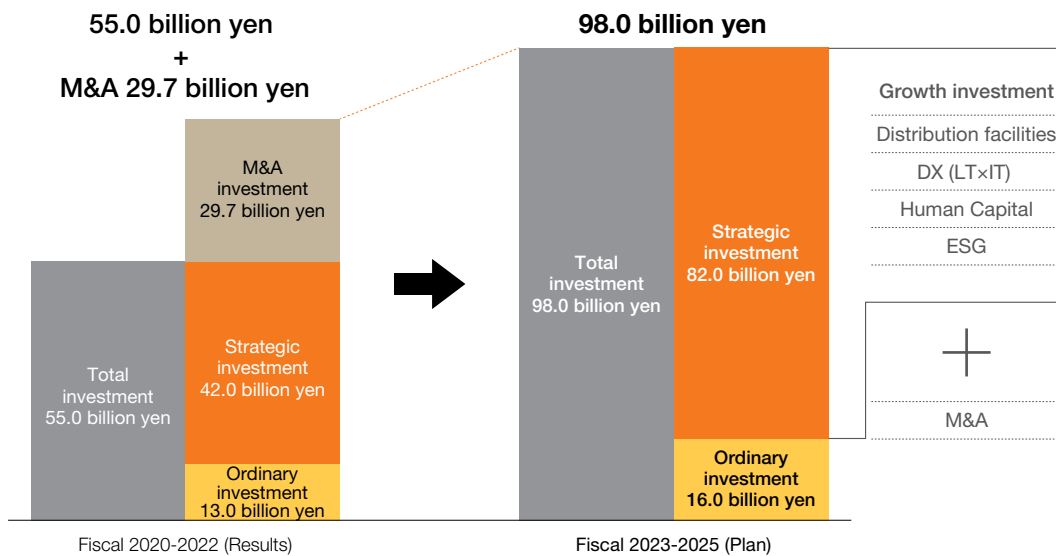 55.0 billion yen
+
M&A 29.7 billion yen
M&A
investment
29.7 billion yen
Total
investment
55.0 billion yen
Strategic
investment
42.0 billion yen
Ordinary
investment
13.0 billion yen
Fiscal 2020-2022 (Results)
98.0 billion yen
Total
investment
98.0 billion yen
Strategic
investment
82.0 billion yen
Ordinary
investment
16.0 billion yen
Fiscal 2023-2025 (Plan)
Growth investment
Distribution facilities
DX (LT×IT)
Human Capital
ESG
+
M&A